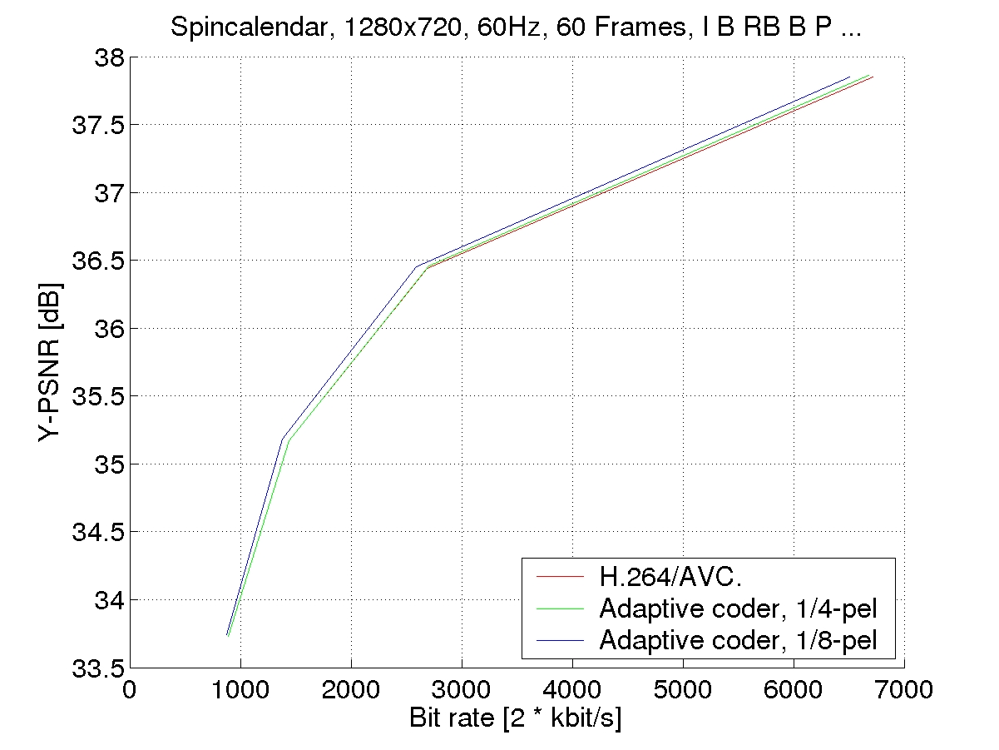 Spincalendar, 1280x720, 60Hz, 60 Frames, I B RB B P ...
38
37.5
37
36.5
36
35.5
35
34.5
34
33.5
Y-PSNR [dB]
H.264/AVC.
Adaptive coder, 1/4-pel
Adaptive coder, 1/8-pel
0 1000 2000 3000 4000 5000 6000 7000
Bit rate [2 * kbit/s]